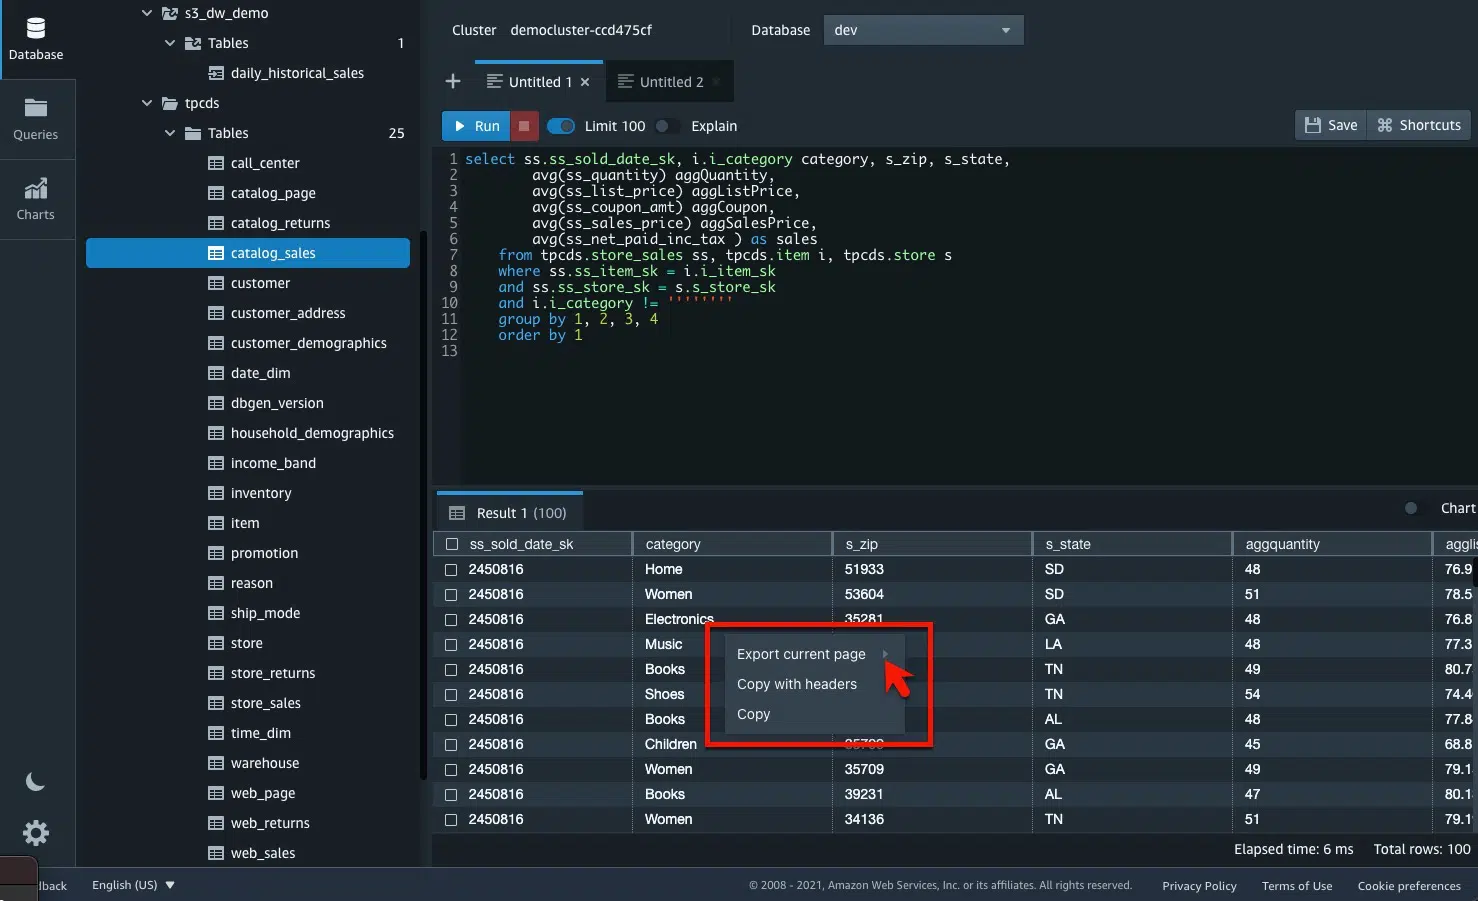 Database
Queries
Charts
s3_dw_demo
Tables 1
daily_historical_sales
tpcds
Tables 25
call_center
catalog_page
catalog_returns
catalog_sales
customer
customer_address
customer_demographics
date_dim
dbgen_version
household_demographics
income_band
inventory
item
promotion
reason
ship_mode
store
store_returns
store_sales
time_dim
warehouse
web_page
web_returns
web_sales
Cluster democluster-ccd475cf Database dev
Untitled 1 Untitled 2
Run Limit 100 Explain Save Shortcuts
1 select ss.ss_sold_date_sk, i.i_category category, s_zip, s_state,
2 avg(ss_quantity) aggQuantity,
3 avg(ss_list_price) aggListPrice,
4 avg(ss_coupon_amt) aggCoupon,
5 avg(ss_sales_price) aggSalesPrice,
6 avg(ss_net_paid_inc_tax ) as sales
7 from tpcds.store_sales ss, tpcds.item i, tpcds.store s
8 where ss.ss_item_sk = i.i_item_sk
9 and ss.ss_store_sk = s.s_store_sk
10 and i.i_category != ''''''''
11 group by 1, 2, 3, 4
12 order by 1
13
Result 1 (100) Chart
ss_sold_date_sk category s_zip s_state aggquantity aggli
2450816 Home 51933 SD 48 76.9
2450816 Women 53604 SD 51 78.5
2450816 Electronics 35281 GA 48 76.8
2450816 Music LA 48 77.3
2450816 Books TN 49 80.7
2450816 Shoes TN 54 74.4
2450816 Books AL 48 77.8
2450816 Children 35709 GA 45 68.8
2450816 Women 35709 GA 49 79.1
2450816 Books 39231 AL 47 80.1
2450816 Women 34136 TN 51 79.1
Export current page
Copy with headers
Copy
Elapsed time: 6 ms Total rows: 100
dback English (US) © 2008 - 2021, Amazon Web Services, Inc. or its affiliates. All rights reserved. Privacy Policy Terms of Use Cookie preferences